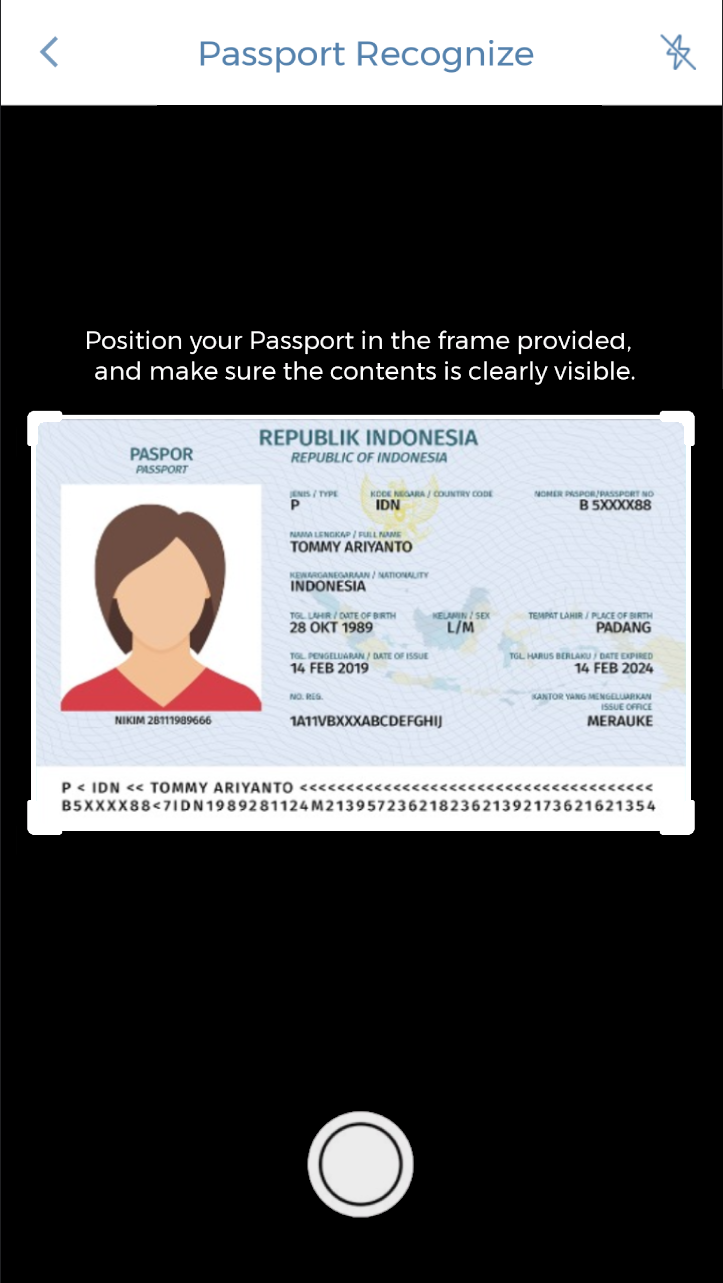 Passport Recognize
Position your Passport in the frame provided,
and make sure the contents is clearly visible.
REPUBLIK INDONESIA
REPUBLIC OF INDONESIA
PASPOR
PASSPORT
JENIS / TYPE KODE NEGARA / COUNTRY CODE NOMER PASPOR/PASSPORT NO
P IDN B 5XXXX88
NAMA LENGKAP / FULL NAME
TOMMY ARIYANTO
KEWARGANEGARAAN / NATIONALITY
INDONESIA
TGL. LAHIR / DATE OF BIRTH KELAMIN / SEX TEMPAT LAHIR / PLACE OF BIRTH
28 OKT 1989 L/M PADANG
TGL. PENGELUARAN / DATE OF ISSUE TGL. HARUS BERLAKU / DATE EXPIRED
14 FEB 2019 14 FEB 2024
NO. REG. KANTOR YANG MENGELUARKAN
ISSUE OFFICE
1A11VBXXXABCDEFGHIJ MERAUKE
NIKIM 28111989666
P < IDN << TOMMY ARIYANTO <<<<<<<<<<<<<<<<<<<<<<<<<<<<<<<<<<<<<<
B5XXXX88<7IDN1989281124M21395723621823621392173621621354